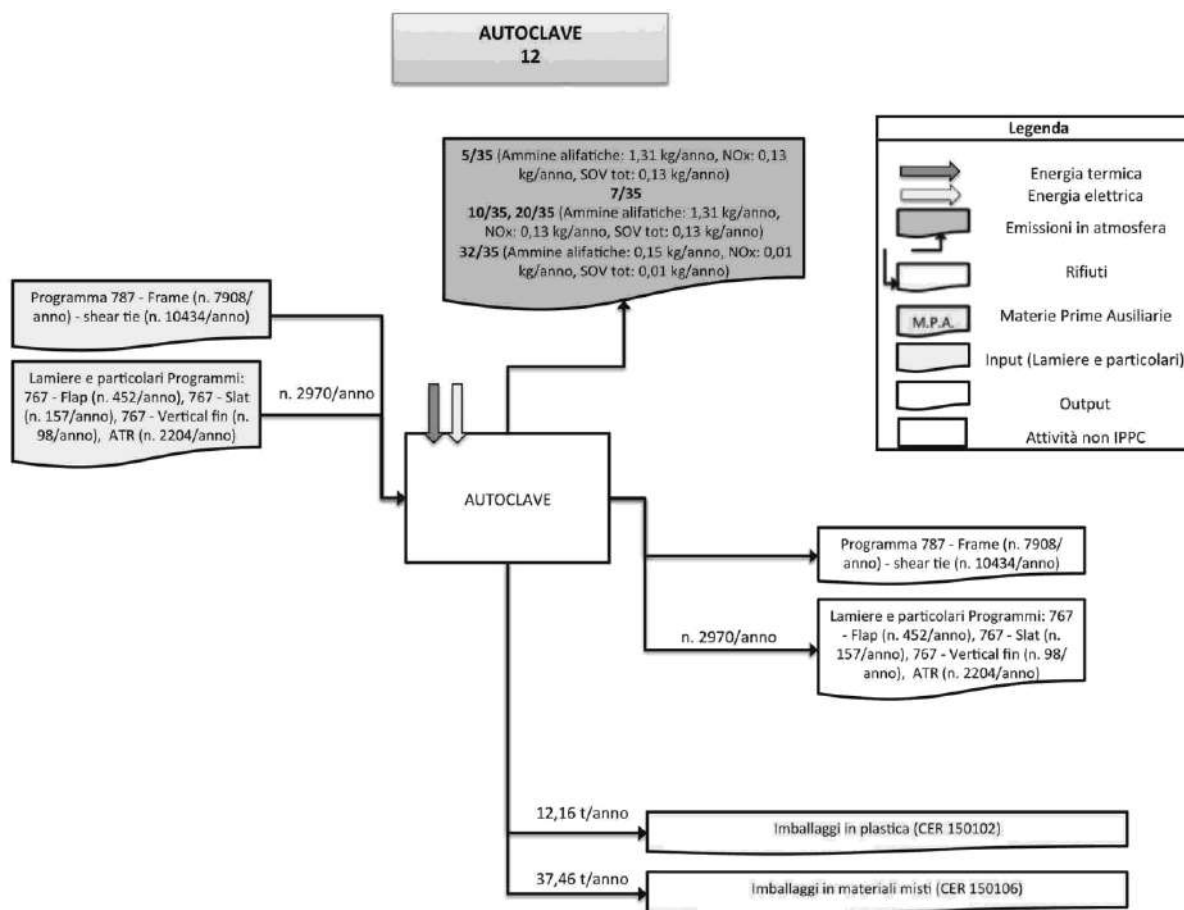 AUTOCLAVE
12
5/35 (Ammine alifatiche: 1,31 kg/anno, NOx: 0,13
kg/anno, SOV tot: 0,13 kg/anno)
7/35
10/35, 20/35 (Ammine alifatiche: 1,31 kg/anno,
NOx: 0,13 kg/anno, SOV tot: 0,13 kg/anno)
32/35 (Ammine alifatiche: 0,15 kg/anno, NOx: 0,01
kg/anno, SOV tot: 0,01 kg/anno)
Legenda
Energia termica
Energia elettrica
Emissioni in atmosfera
Rifiuti
M.P.A.
Materie Prime Ausiliarie
Input (Lamiere e particolari)
Output
Attività non IPPC
Programma 787 - Frame (n. 7908/
anno) - shear tie (n. 10434/anno)
Lamiere e particolari Programmi:
767 - Flap (n. 452/anno), 767 - Slat
(n. 157/anno), 767 - Vertical fin (n.
98/anno), ATR (n. 2204/anno)
n. 2970/anno
AUTOCLAVE
Programma 787 - Frame (n. 7908/
anno) - shear tie (n. 10434/anno)
n. 2970/anno
Lamiere e particolari Programmi: 767
- Flap (n. 452/anno), 767 - Slat (n.
157/anno), 767 - Vertical fin (n. 98/
anno), ATR (n. 2204/anno)
12,16 t/anno
Imballaggi in plastica (CER 150102)
37,46 t/anno
Imballaggi in materiali misti (CER 150106)